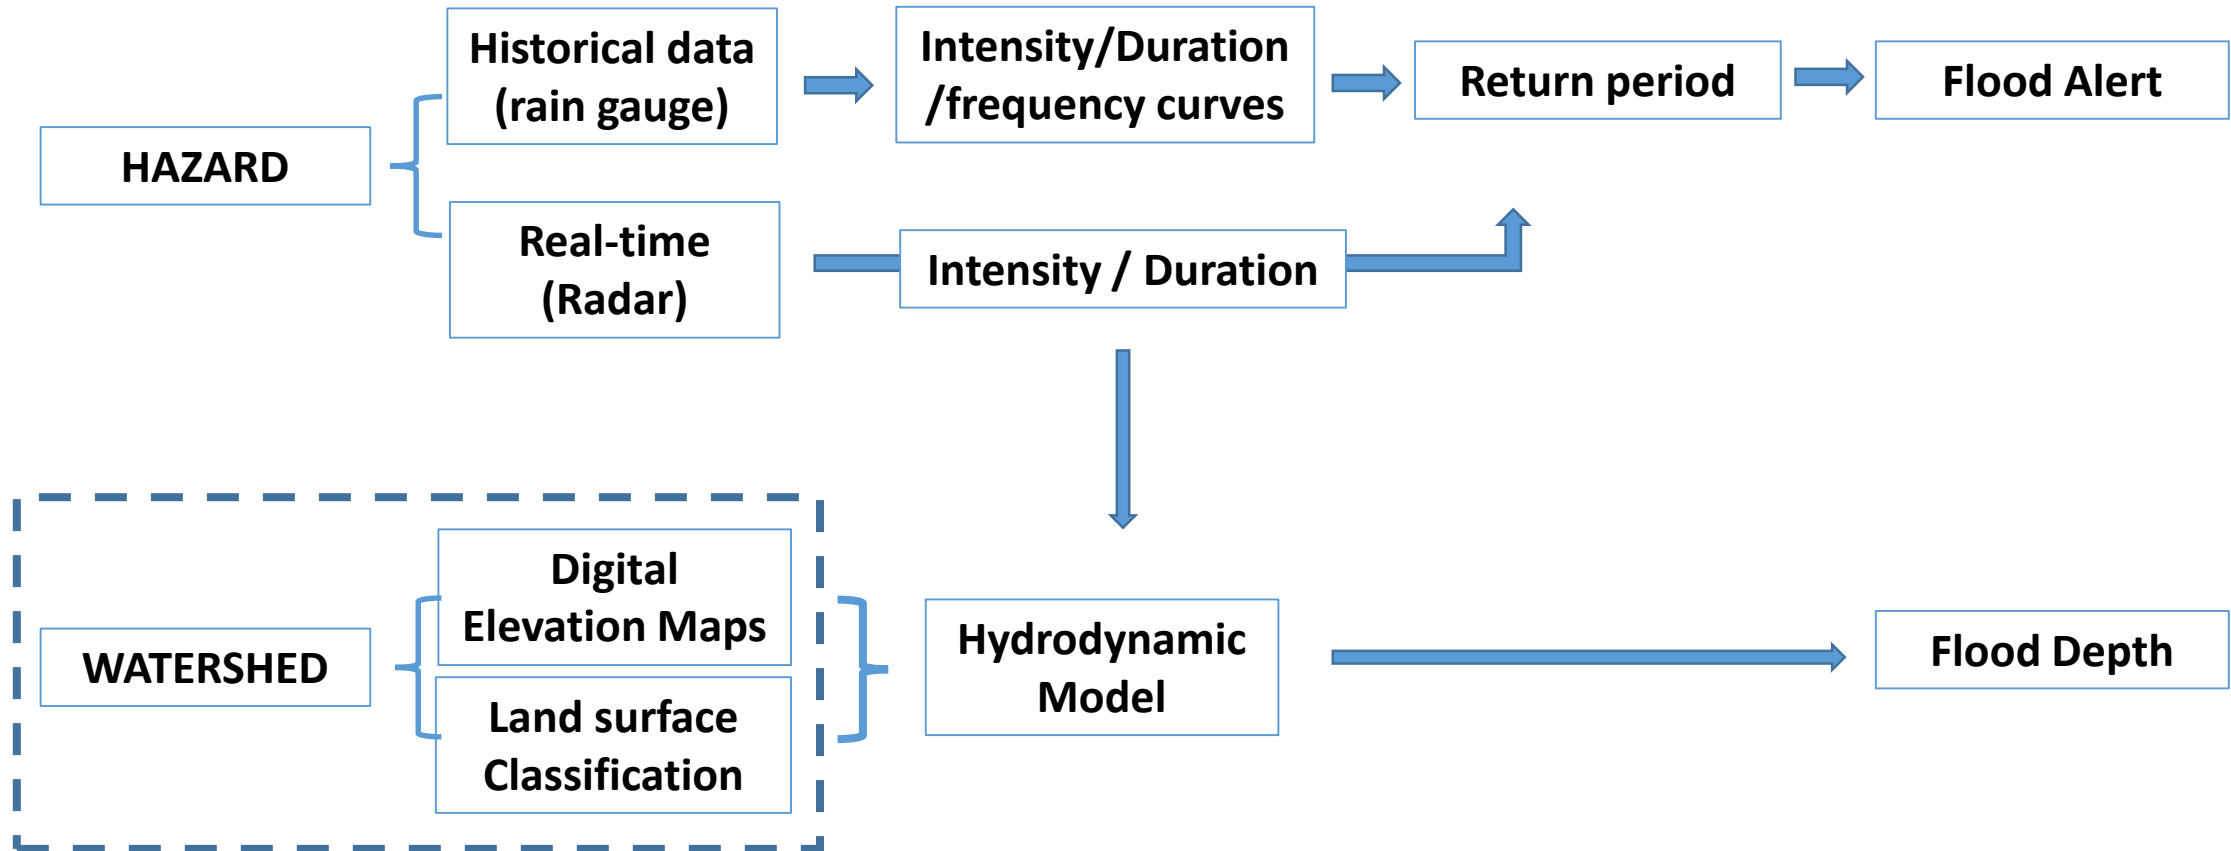 HAZARD
Historical data
(rain gauge)
Intensity/Duration
/frequency curves
Return period
Flood Alert
Real-time
(Radar)
Intensity / Duration
WATERSHED
Digital
Elevation Maps
Land surface
Classification
Hydrodynamic
Model
Flood Depth